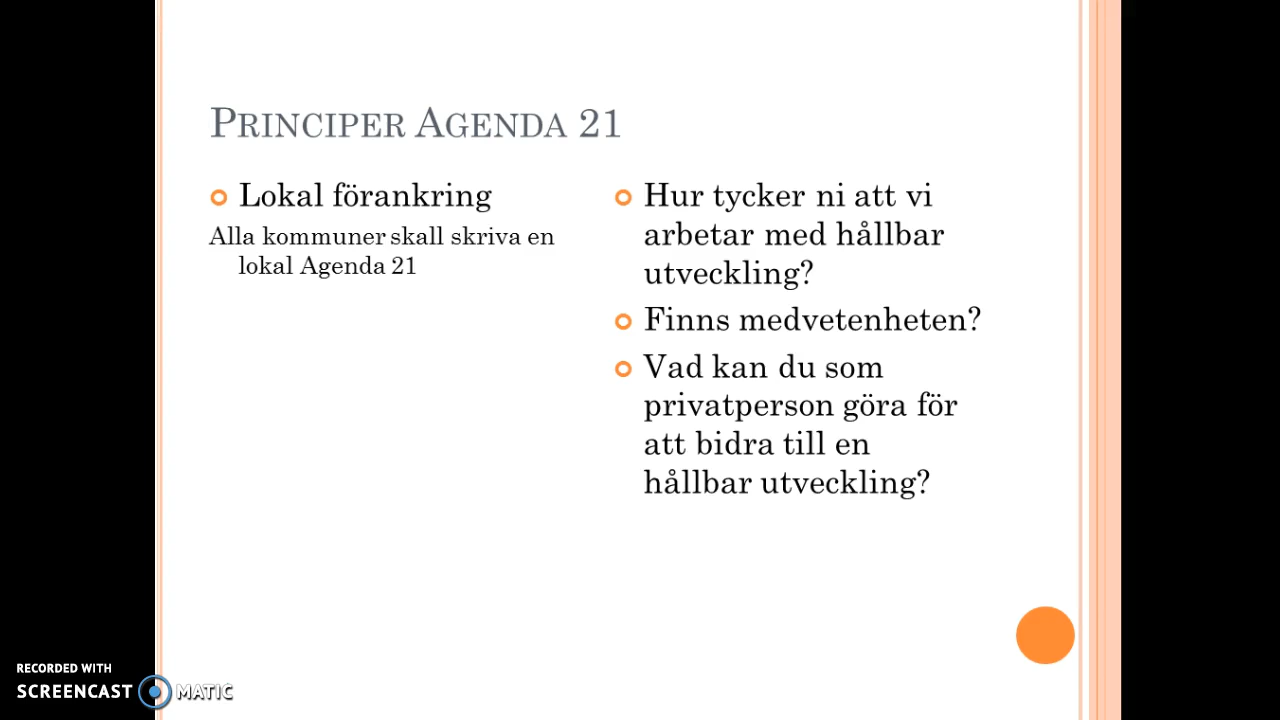 PRINCIPER AGENDA 21
Lokal förankring
Alla kommuner skall skriva en
lokal Agenda 21
Hur tycker ni att vi
arbetar med hållbar
utveckling?
Finns medvetenheten?
Vad kan du som
privatperson göra för
att bidra till en
hållbar utveckling?
RECORDED WITH
SCREENCAST MATIC